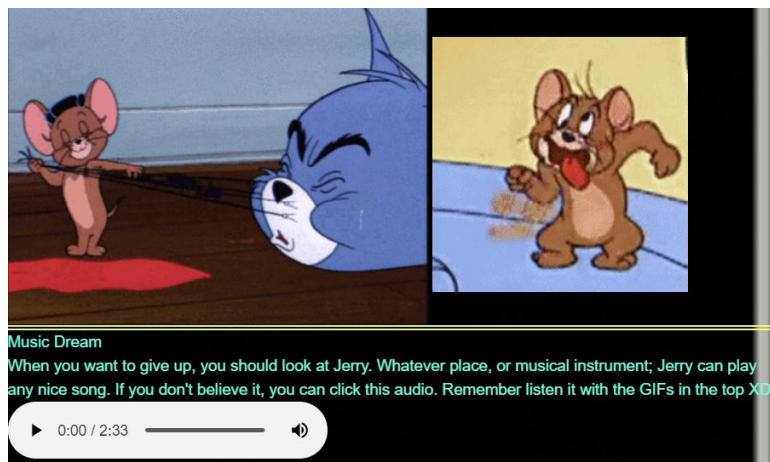 Music Dream
When you want to give up, you should look at Jerry. Whatever place, or musical instrument; Jerry can play
any nice song. If you don't believe it, you can click this audio. Remember listen it with the GIFs in the top XD
0:00 / 2:33